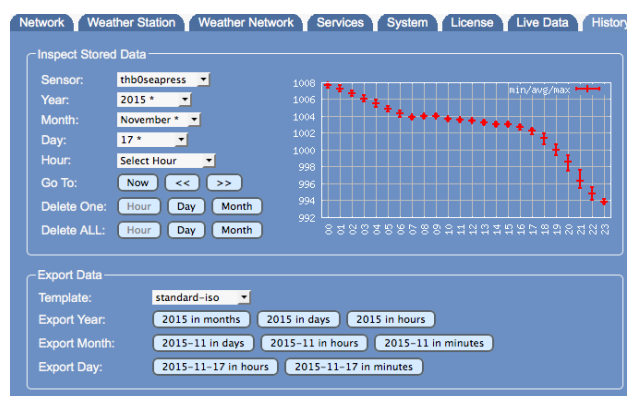 Network Weather Station Weather Network Services System License Live Data History
Inspect Stored Data
Sensor: thb0seapress
Year: 2015 *
Month: November *
Day: 17 *
Hour: Select Hour
Go To: Now << >>
Delete One: Hour Day Month
Delete ALL: Hour Day Month
min/avg/max
1008
1006
1004
1002
1000
998
996
994
992
00 01 02 03 04 05 06 07 08 09 10 11 12 13 14 15 16 17 18 19 20 21 22 23
Export Data
Template: standard-iso
Export Year: 2015 in months 2015 in days 2015 in hours
Export Month: 2015-11 in days 2015-11 in hours 2015-11 in minutes
Export Day: 2015-11-17 in hours 2015-11-17 in minutes